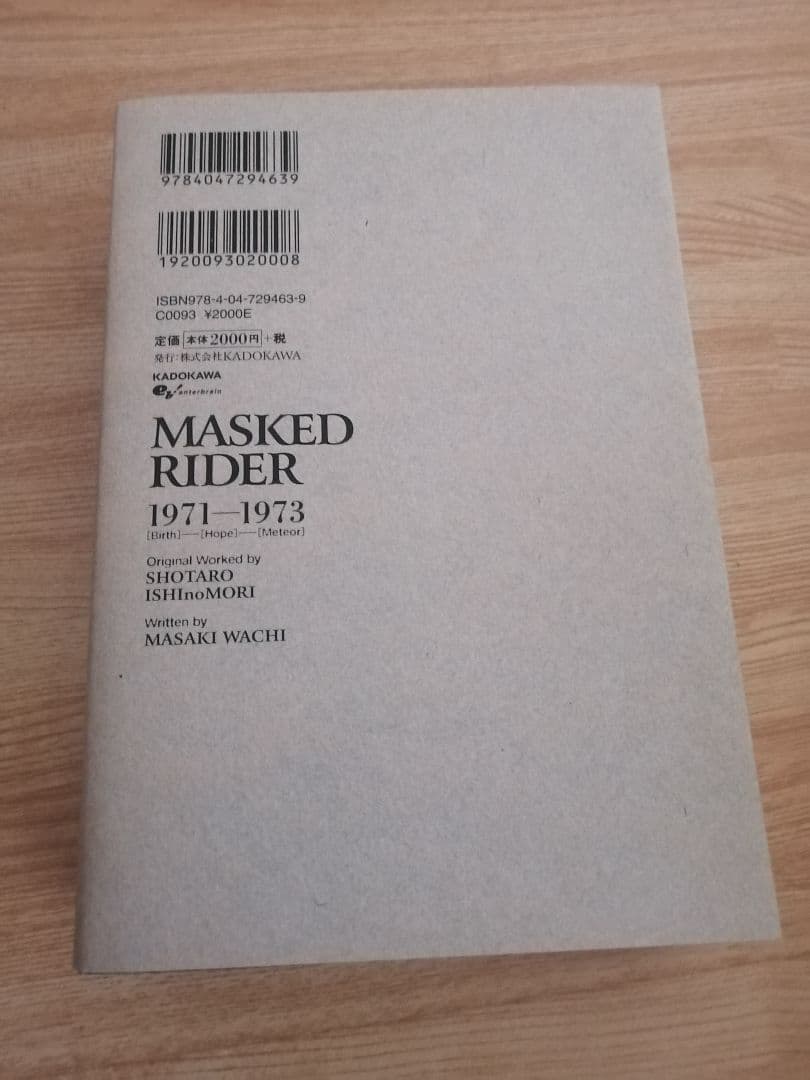 9784047294639
1920093020008
ISBN978-4-04-729463-9
C0093 ¥2000E
定価 本体2000円 +税
発行:株式会社KADOKAWA
KADOKAWA
enterbrain
MASKED
RIDER
1971—1973
[Birth]—[Hope]—[Meteor]
Original Worked by
SHOTARO
ISHInoMORI
Written by
MASAKI WACHI